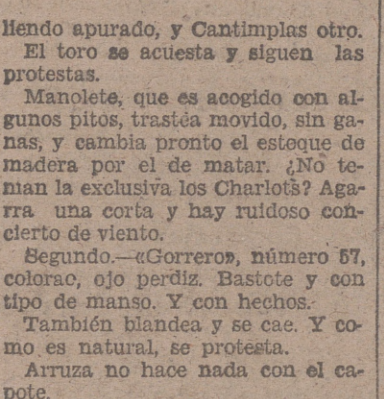 liendo apurado, y Cantimplas otro.
El toro se acuesta y siguen las
protestas.
Manolete, que es acogido con al-
gunos pitos, trastea movido, sin ga-
nas, y cambia pronto el estoque de
madera por el de matar. ¿No te-
nían la exclusiva los Charlots? Aga-
rra una corta y hay ruidoso con-
cierto de viento.
Segundo.—«Gorrero», número 57,
colorao, ojo perdiz. Bastote y con
tipo de manso. Y con hechos.
También blandea y se cae. Y co-
mo es natural, se protesta.
Arruza no hace nada con el ca-
pote.